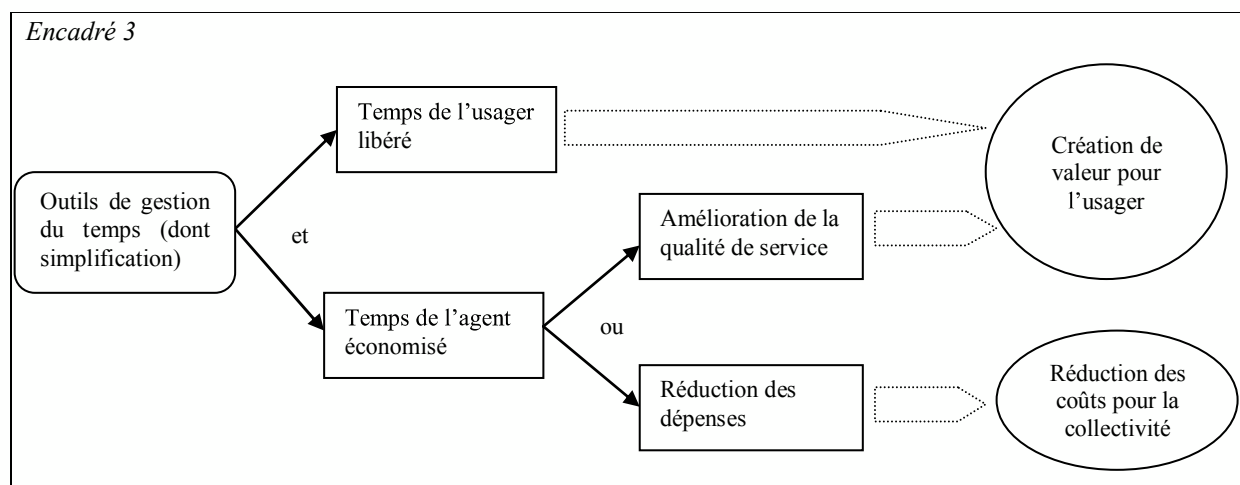 Encadré 3
Temps de l’usager
libéré
Création de
valeur pour
l’usager
Outils de gestion
du temps (dont
simplification)
et
Amélioration de la
qualité de service
Temps de l’agent
économisé
ou
Réduction des
dépenses
Réduction des
coûts pour la
collectivité